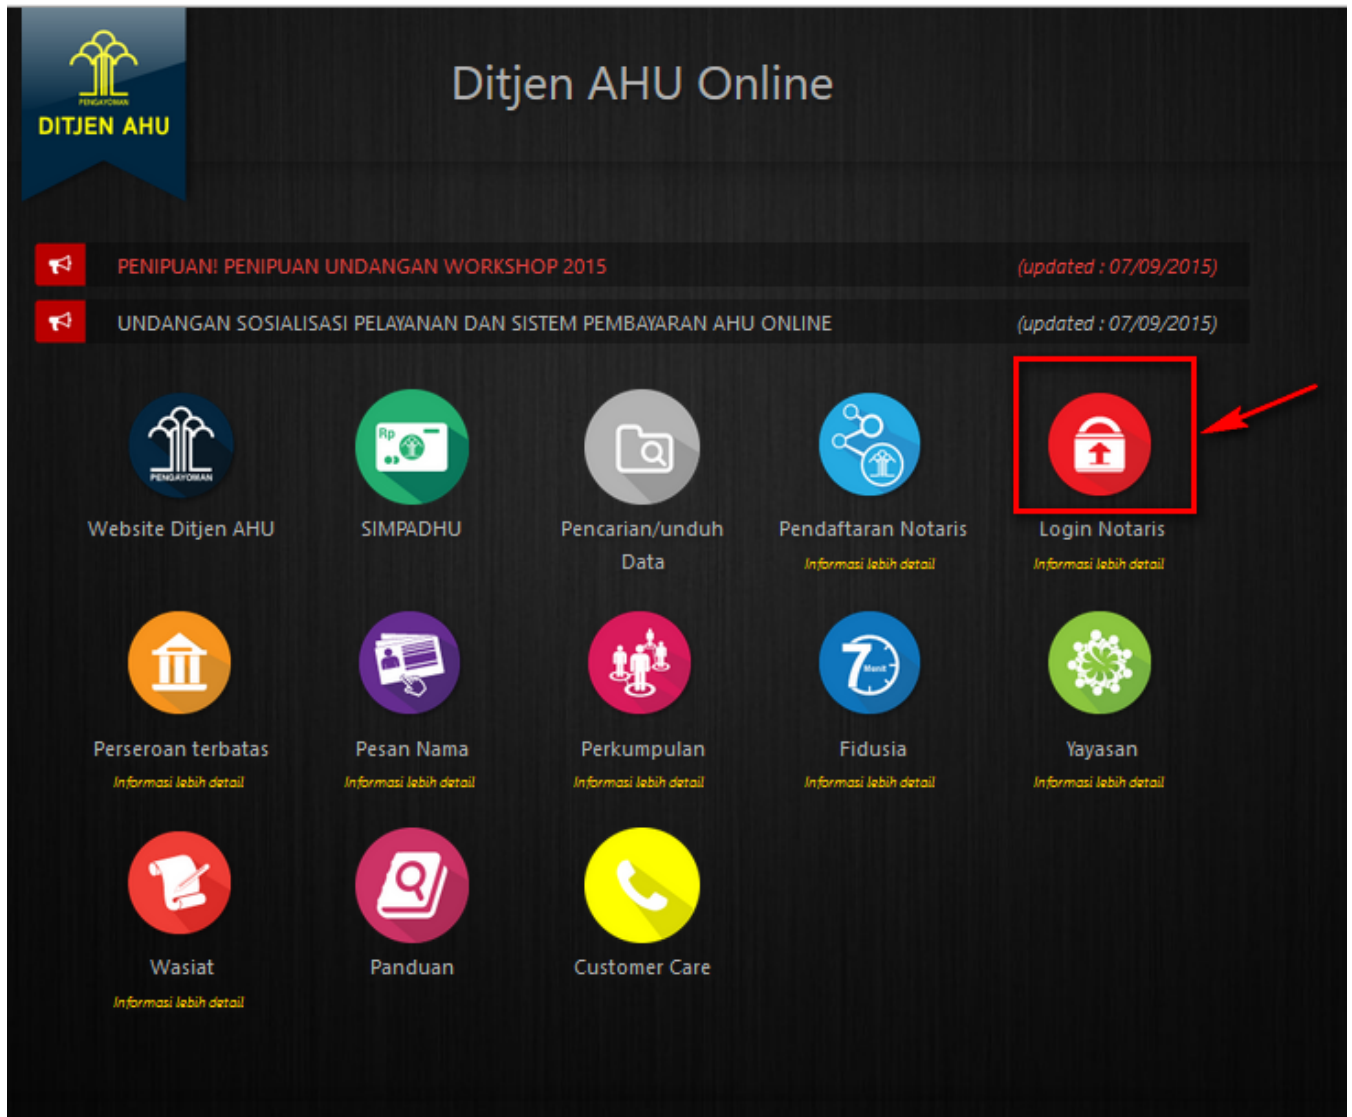 PENGAYOMAN
DITJEN AHU
Ditjen AHU Online
PENIPUAN! PENIPUAN UNDANGAN WORKSHOP 2015 (updated : 07/09/2015)
UNDANGAN SOSIALISASI PELAYANAN DAN SISTEM PEMBAYARAN AHU ONLINE (updated : 07/09/2015)
PENGAYOMAN
Rp
Website Ditjen AHU SIMPADHU Pencarian/unduh Data Pendaftaran Notaris Login Notaris
Informasi lebih detail Informasi lebih detail
7 Menit
Perseroan terbatas Pesan Nama Perkumpulan Fidusia Yayasan
Informasi lebih detail Informasi lebih detail Informasi lebih detail Informasi lebih detail Informasi lebih detail
Wasiat Panduan Customer Care
Informasi lebih detail